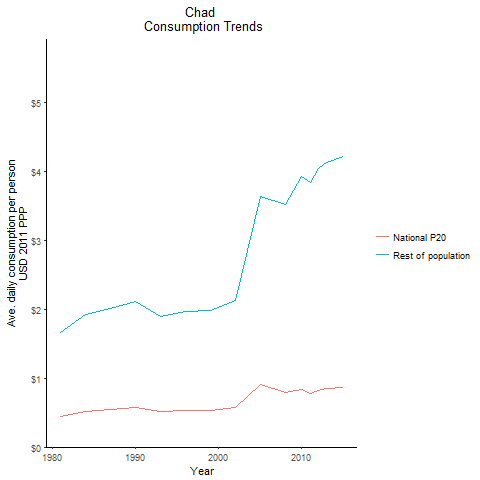 Chad
Consumption Trends
Ave. daily consumption per person
USD 2011 PPP
$5
$4
$3
$2
$1
$0
1980
1990
2000
2010
Year
National P20
Rest of population